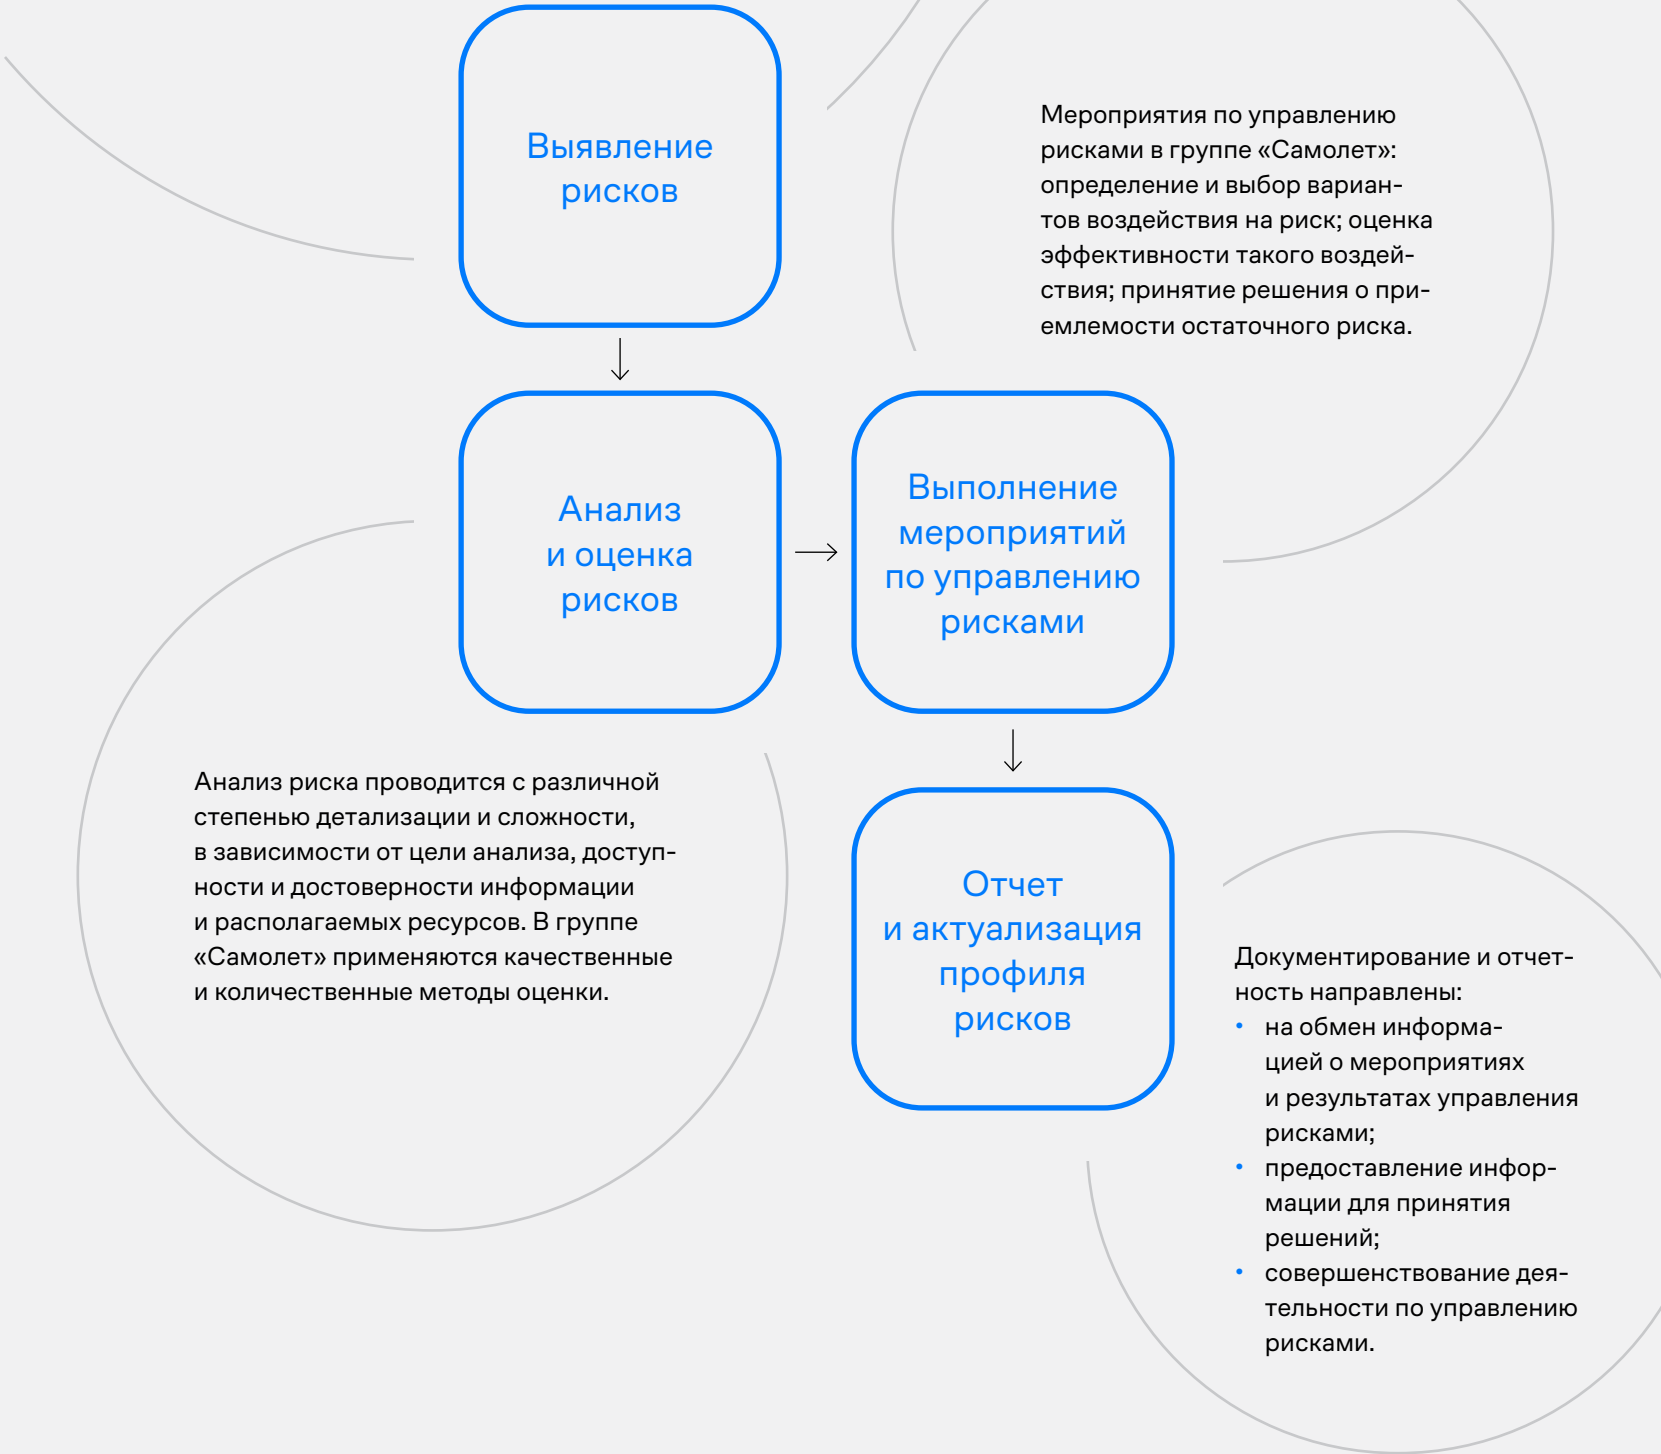 Выявление
рисков
Мероприятия по управлению
рисками в группе «Самолет»:
определение и выбор вариан-
тов воздействия на риск; оценка
эффективности такого воздей-
ствия; принятие решения о при-
емлемости остаточного риска.
Анализ
и оценка
рисков
Выполнение
мероприятий
по управлению
рисками
Анализ риска проводится с различной
степенью детализации и сложности,
в зависимости от цели анализа, доступ-
ности и достоверности информации
и располагаемых ресурсов. В группе
«Самолет» применяются качественные
и количественные методы оценки.
Отчет
и актуализация
профиля
рисков
Документирование и отчет-
ность направлены:
• на обмен информа-
цией о мероприятиях
и результатах управления
рисками;
• предоставление инфор-
мации для принятия
решений;
• совершенствование дея-
тельности по управлению
рисками.